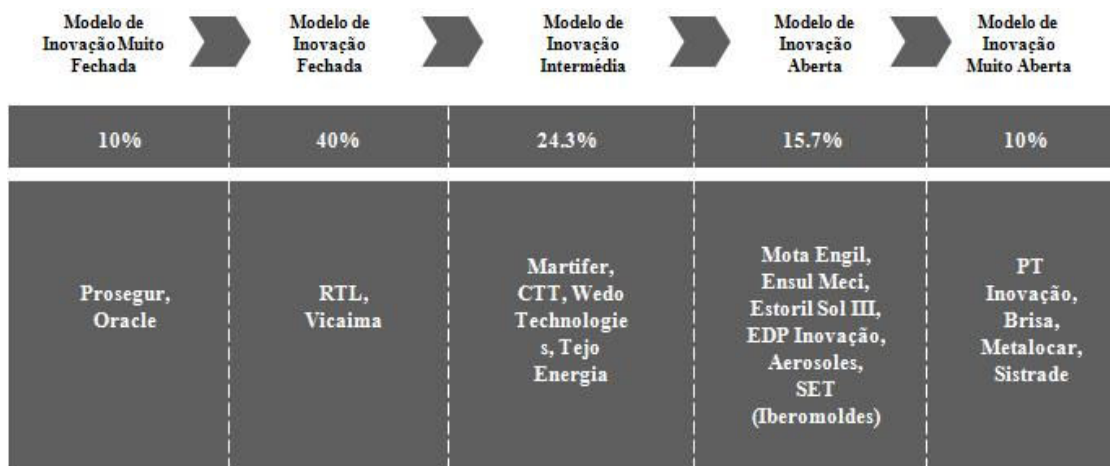 Modelo de
Inovação Muito
Fechada
Modelo de
Inovação
Fechada
Modelo de
Inovação
Intermédia
Modelo de
Inovação
Aberta
Modelo de
Inovação
Muito Aberta
10%
40%
24.3%
15.7%
10%
Prosegur,
Oracle
RTL,
Vicaima
Martifer,
CTT, Wedo
Technologie
s, Tejo
Energia
Mota Engil,
Ensul Meci,
Estoril Sol III,
EDP Inovação,
Aerosoles,
SET
(Iberomoldes)
PT
Inovação,
Brisa,
Metalocar,
Sistrade